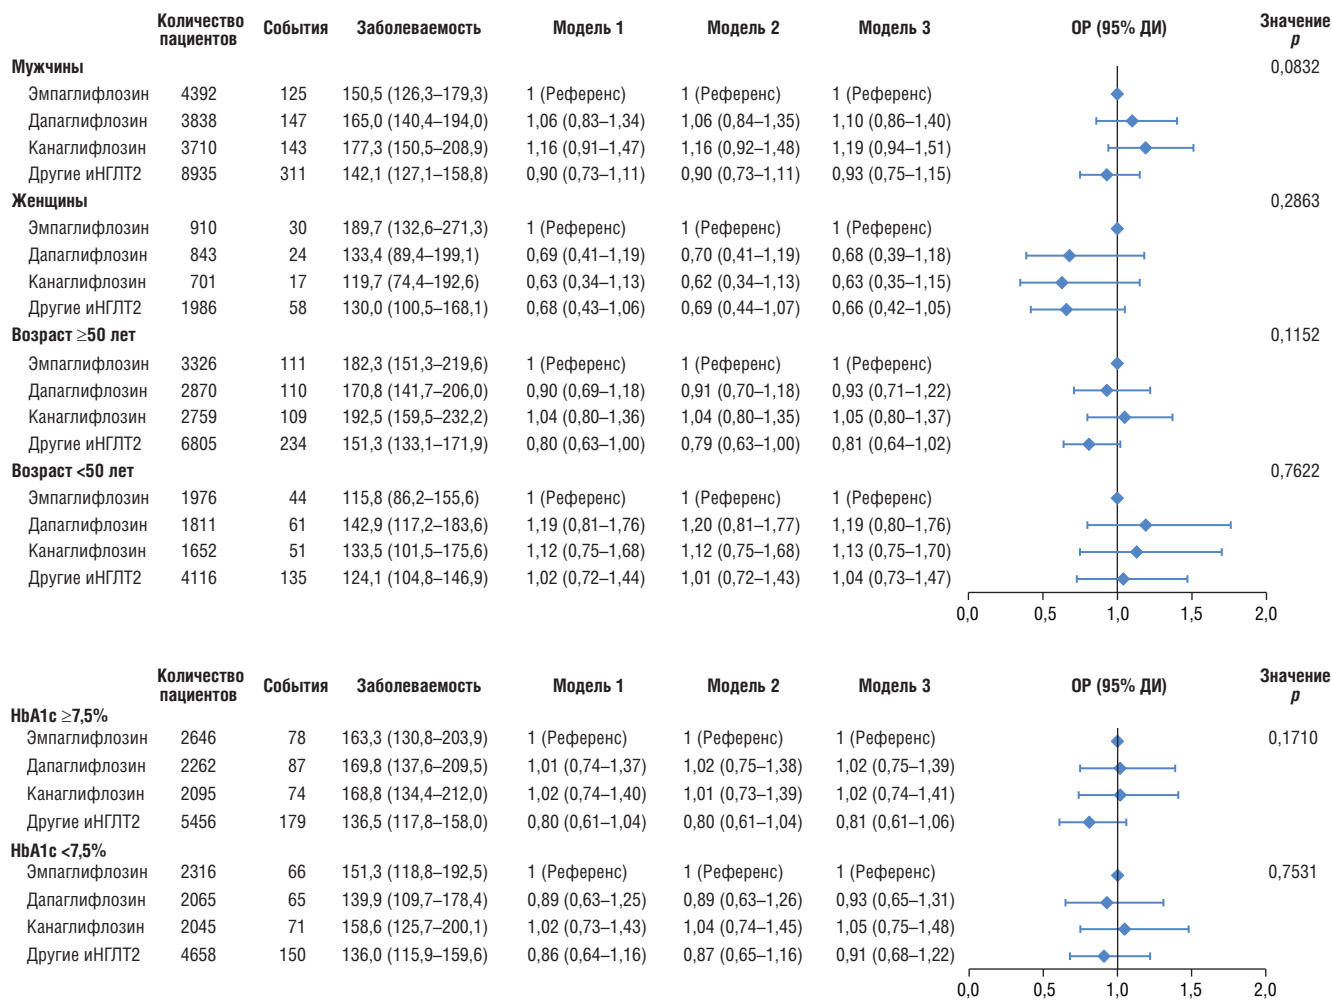 Количество пациентов События Заболеваемость Модель 1 Модель 2 Модель 3 ОР (95% ДИ) Значение p
Мужчины 0,0832
Эмпаглифлозин 4392 125 150,5 (126,3–179,3) 1 (Референс) 1 (Референс) 1 (Референс)
Дапаглифлозин 3838 147 165,0 (140,4–194,0) 1,06 (0,83–1,34) 1,06 (0,84–1,35) 1,10 (0,86–1,40)
Канаглифлозин 3710 143 177,3 (150,5–208,9) 1,16 (0,91–1,47) 1,16 (0,92–1,48) 1,19 (0,94–1,51)
Другие иНГЛТ2 8935 311 142,1 (127,1–158,8) 0,90 (0,73–1,11) 0,90 (0,73–1,11) 0,93 (0,75–1,15)
Женщины 0,2863
Эмпаглифлозин 910 30 189,7 (132,6–271,3) 1 (Референс) 1 (Референс) 1 (Референс)
Дапаглифлозин 843 24 133,4 (89,4–199,1) 0,69 (0,41–1,19) 0,70 (0,41–1,19) 0,68 (0,39–1,18)
Канаглифлозин 701 17 119,7 (74,4–192,6) 0,63 (0,34–1,13) 0,62 (0,34–1,13) 0,63 (0,35–1,15)
Другие иНГЛТ2 1986 58 130,0 (100,5–168,1) 0,68 (0,43–1,06) 0,69 (0,44–1,07) 0,66 (0,42–1,05)
Возраст ≥50 лет 0,1152
Эмпаглифлозин 3326 111 182,3 (151,3–219,6) 1 (Референс) 1 (Референс) 1 (Референс)
Дапаглифлозин 2870 110 170,8 (141,7–206,0) 0,90 (0,69–1,18) 0,91 (0,70–1,18) 0,93 (0,71–1,22)
Канаглифлозин 2759 109 192,5 (159,5–232,2) 1,04 (0,80–1,36) 1,04 (0,80–1,35) 1,05 (0,80–1,37)
Другие иНГЛТ2 6805 234 151,3 (133,1–171,9) 0,80 (0,63–1,00) 0,79 (0,63–1,00) 0,81 (0,64–1,02)
Возраст <50 лет 0,7622
Эмпаглифлозин 1976 44 115,8 (86,2–155,6) 1 (Референс) 1 (Референс) 1 (Референс)
Дапаглифлозин 1811 61 142,9 (117,2–183,6) 1,19 (0,81–1,76) 1,20 (0,81–1,77) 1,19 (0,80–1,76)
Канаглифлозин 1652 51 133,5 (101,5–175,6) 1,12 (0,75–1,68) 1,12 (0,75–1,68) 1,13 (0,75–1,70)
Другие иНГЛТ2 4116 135 124,1 (104,8–146,9) 1,02 (0,72–1,44) 1,01 (0,72–1,43) 1,04 (0,73–1,47)
0,0 0,5 1,0 1,5 2,0
Количество пациентов События Заболеваемость Модель 1 Модель 2 Модель 3 ОР (95% ДИ) Значение p
HbA1c ≥7,5%
Эмпаглифлозин 2646 78 163,3 (130,8–203,9) 1 (Референс) 1 (Референс) 1 (Референс) 0,1710
Дапаглифлозин 2262 87 169,8 (137,6–209,5) 1,01 (0,74–1,37) 1,02 (0,75–1,38) 1,02 (0,75–1,39)
Канаглифлозин 2095 74 168,8 (134,4–212,0) 1,02 (0,74–1,40) 1,01 (0,73–1,39) 1,02 (0,74–1,41)
Другие иНГЛТ2 5456 179 136,5 (117,8–158,0) 0,80 (0,61–1,04) 0,80 (0,61–1,04) 0,81 (0,61–1,06)
HbA1c <7,5%
Эмпаглифлозин 2316 66 151,3 (118,8–192,5) 1 (Референс) 1 (Референс) 1 (Референс) 0,7531
Дапаглифлозин 2065 65 139,9 (109,7–178,4) 0,89 (0,63–1,25) 0,89 (0,63–1,26) 0,93 (0,65–1,31)
Канаглифлозин 2045 71 158,6 (125,7–200,1) 1,02 (0,73–1,43) 1,04 (0,74–1,45) 1,05 (0,75–1,48)
Другие иНГЛТ2 4658 150 136,0 (115,9–159,6) 0,86 (0,64–1,16) 0,87 (0,65–1,16) 0,91 (0,68–1,22)
0,0 0,5 1,0 1,5 2,0